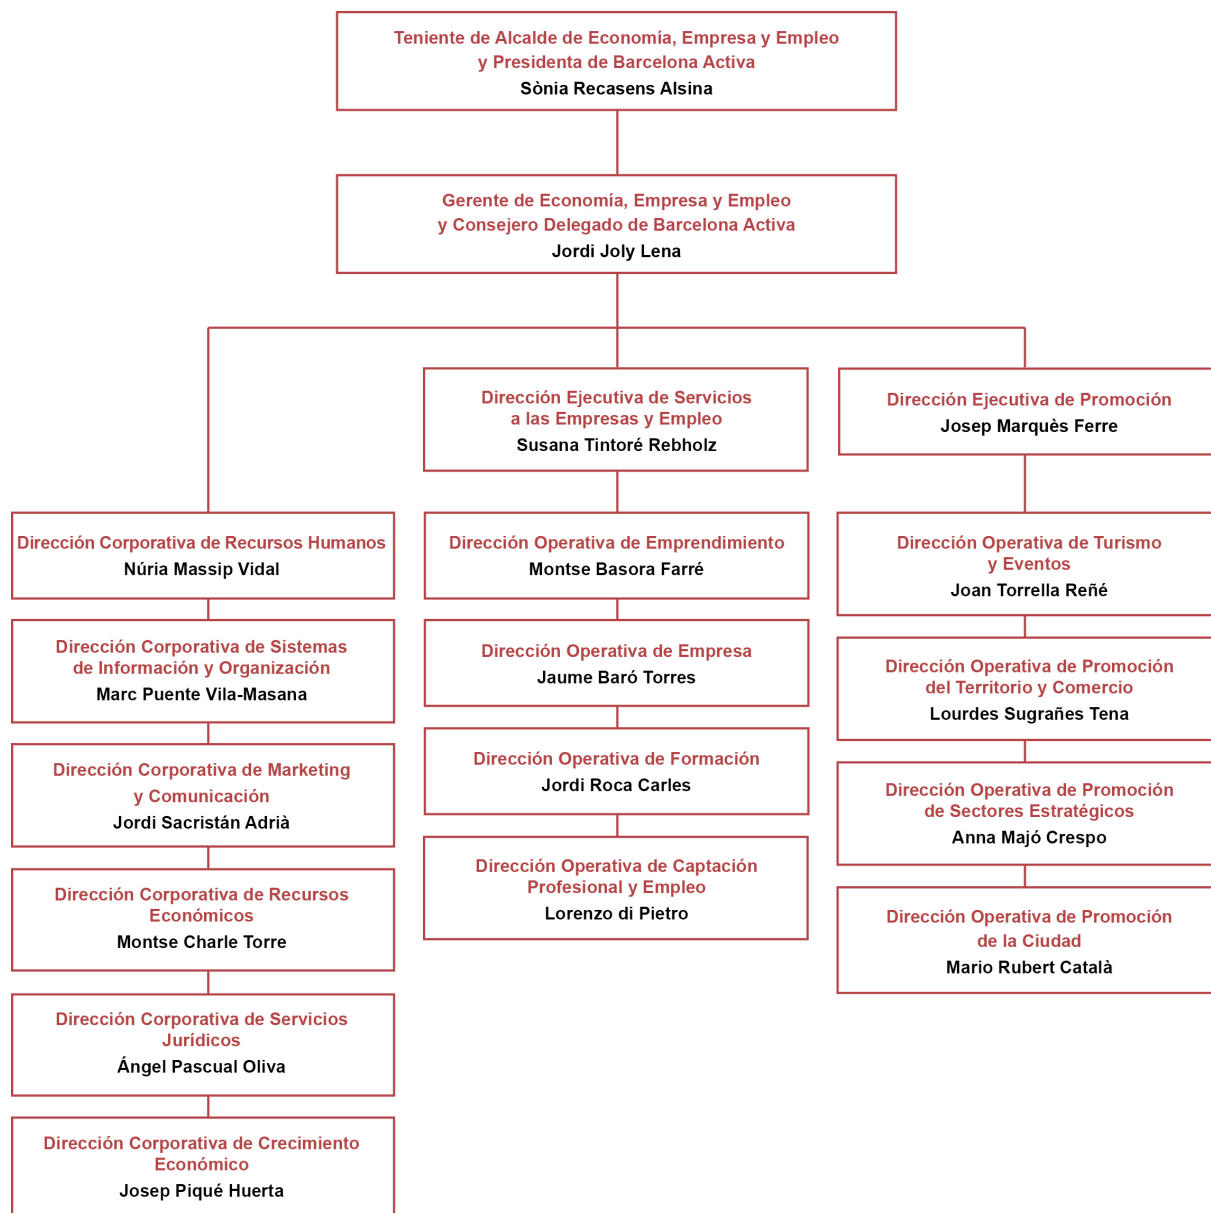 Teniente de Alcalde de Economía, Empresa y Empleo
y Presidenta de Barcelona Activa
Sònia Recasens Alsina
Gerente de Economía, Empresa y Empleo
y Consejero Delegado de Barcelona Activa
Jordi Joly Lena
Dirección Ejecutiva de Servicios
a las Empresas y Empleo
Susana Tintoré Rebholz
Dirección Ejecutiva de Promoción
Josep Marquès Ferre
Dirección Corporativa de Recursos Humanos
Núria Massip Vidal
Dirección Corporativa de Sistemas
de Información y Organización
Marc Puente Vila-Masana
Dirección Corporativa de Marketing
y Comunicación
Jordi Sacristán Adrià
Dirección Corporativa de Recursos
Económicos
Montse Charle Torre
Dirección Corporativa de Servicios
Jurídicos
Ángel Pascual Oliva
Dirección Corporativa de Crecimiento
Económico
Josep Piqué Huerta
Dirección Operativa de Emprendimiento
Montse Basora Farré
Dirección Operativa de Empresa
Jaume Baró Torres
Dirección Operativa de Formación
Jordi Roca Carles
Dirección Operativa de Captación
Profesional y Empleo
Lorenzo di Pietro
Dirección Operativa de Turismo
y Eventos
Joan Torrella Reñé
Dirección Operativa de Promoción
del Territorio y Comercio
Lourdes Sugrañes Tena
Dirección Operativa de Promoción
de Sectores Estratégicos
Anna Majó Crespo
Dirección Operativa de Promoción
de la Ciudad
Mario Rubert Català